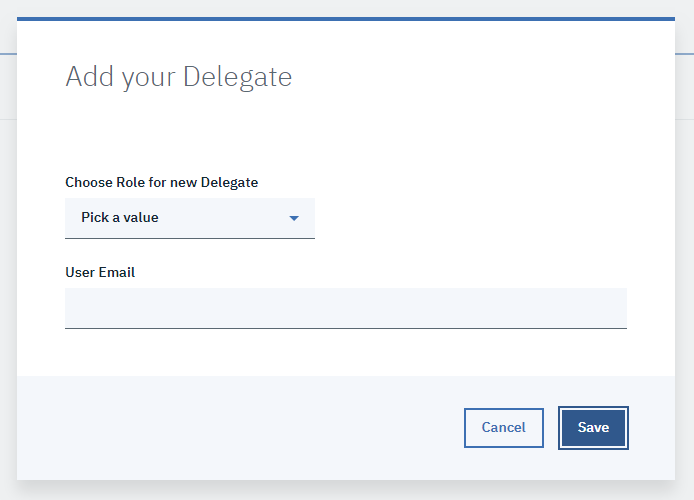 Add your Delegate
Choose Role for new Delegate
Pick a value
User Email
Cancel
Save